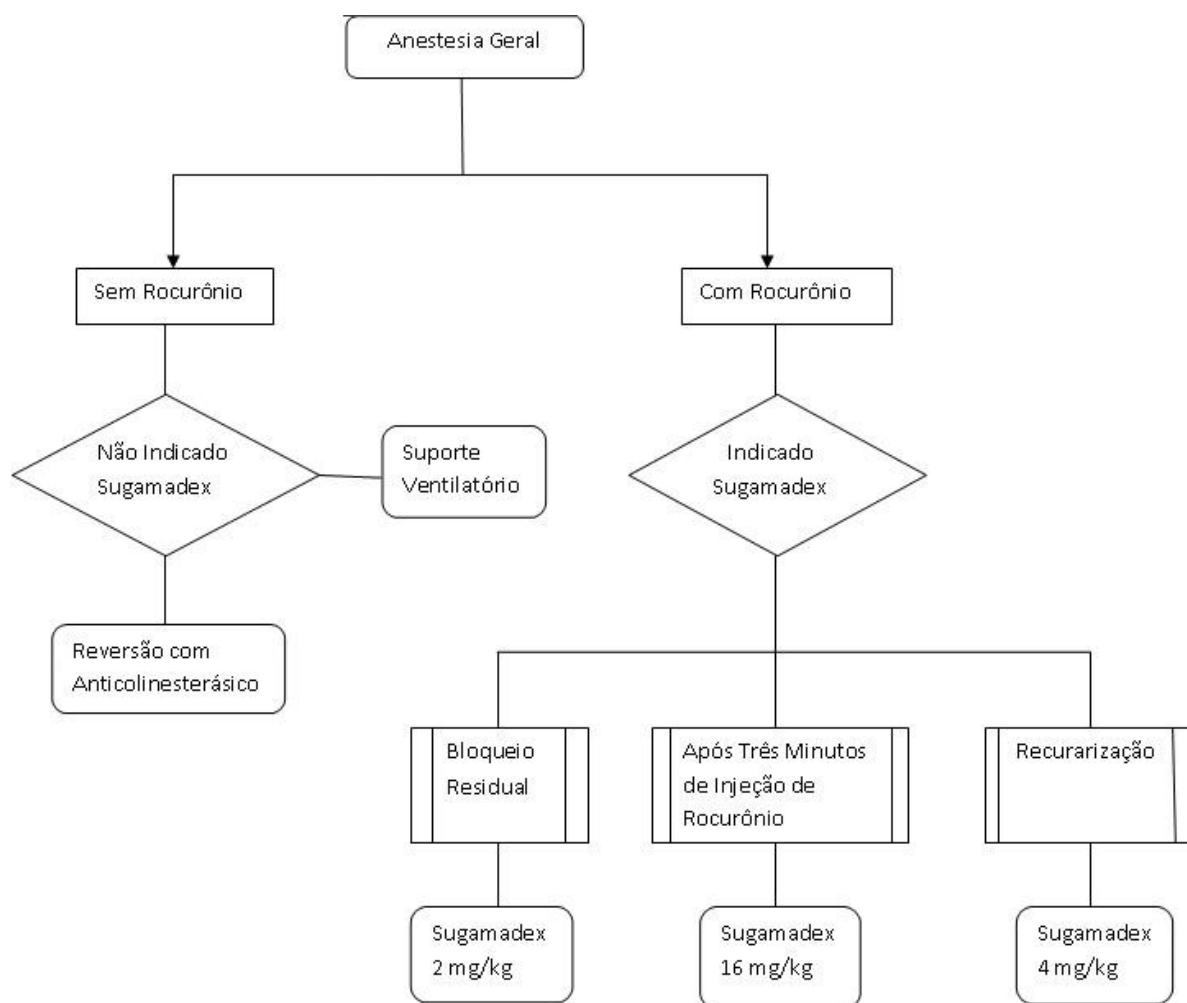 Anestesia Geral
Sem Rocurônio
Com Rocurônio
Não Indicado
Sugamadex
Suporte
Ventilatório
Indicado
Sugamadex
Reversão com
Anticolinesterásico
Bloqueio
Residual
Após Três Minutos
de Injeção de
Rocurônio
Recurarização
Sugamadex
2 mg/kg
Sugamadex
16 mg/kg
Sugamadex
4 mg/kg